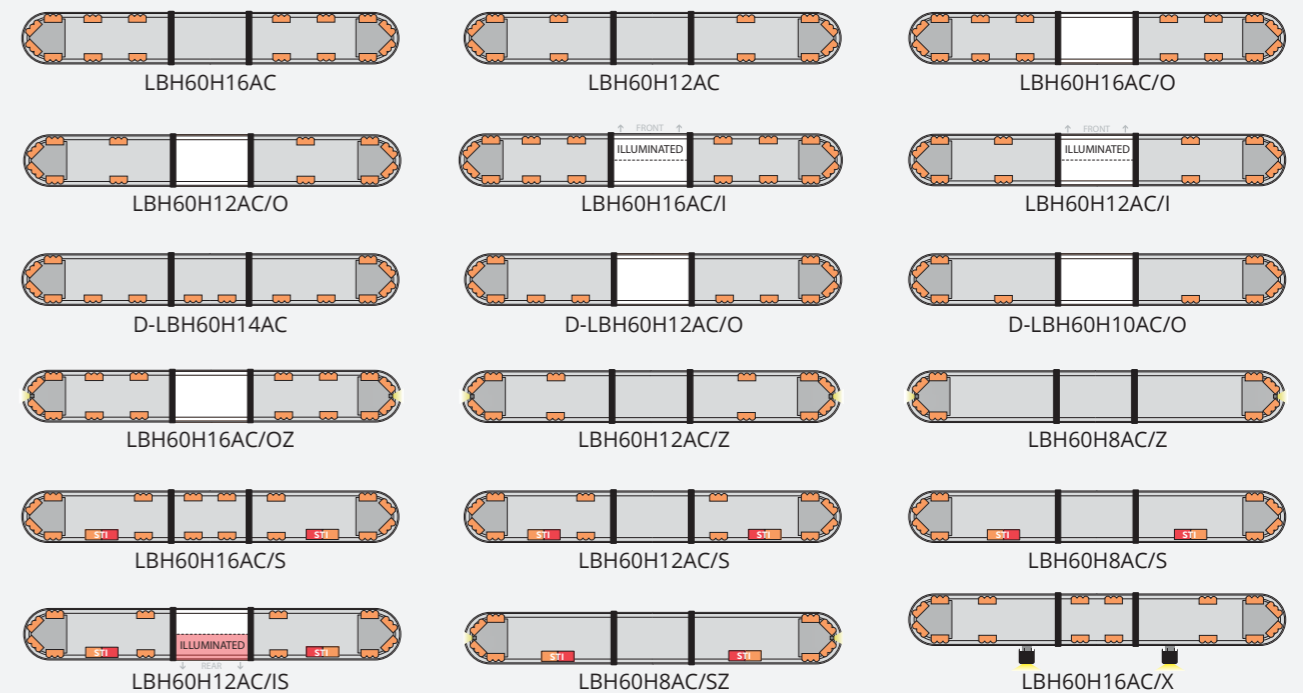 LBH60H16AC
LBH60H12AC
LBH60H16AC/O
LBH60H12AC/O
↑ FRONT ↑
ILLUMINATED
LBH60H16AC/I
↑ FRONT ↑
ILLUMINATED
LBH60H12AC/I
D-LBH60H14AC
D-LBH60H12AC/O
D-LBH60H10AC/O
LBH60H16AC/OZ
LBH60H12AC/Z
LBH60H8AC/Z
STI STI
LBH60H16AC/S
STI STI
LBH60H12AC/S
STI STI
LBH60H8AC/S
STI ILLUMINATED STI
↓ REAR ↓
LBH60H12AC/IS
STI STI
LBH60H8AC/SZ
LBH60H16AC/X